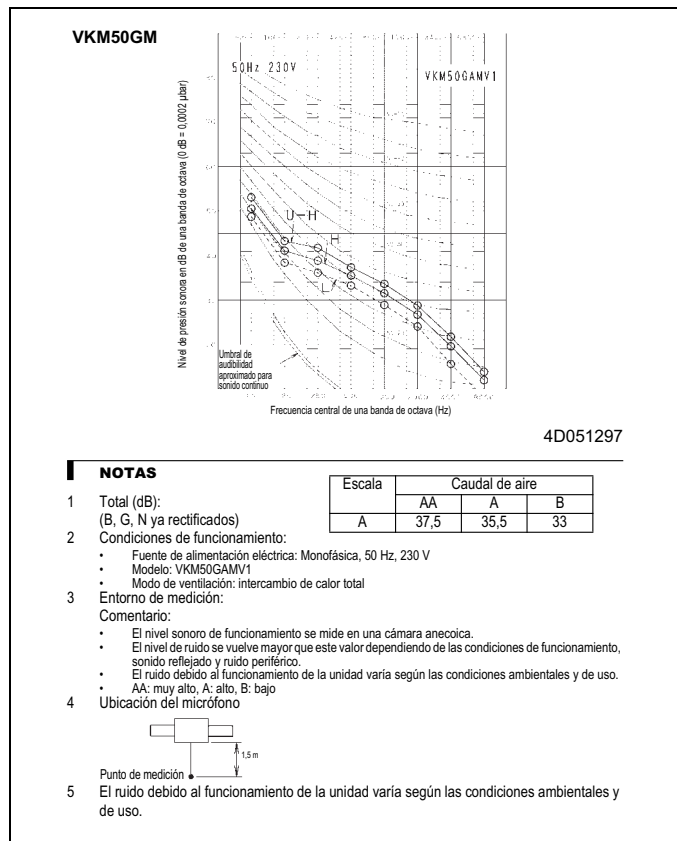 VKM50GM
50Hz 230V
VKM50GAMV1
Nivel de presión sonora en dB de una banda de octava (0 dB = 0,0002 µbar)
U-H
H
L
Umbral de
audibilidad
aproximado para
sonido continuo
Frecuencia central de una banda de octava (Hz)
4D051297
NOTAS
1 Total (dB):
(B, G, N ya rectificados)
Escala Caudal de aire
AA A B
A 37,5 35,5 33
2 Condiciones de funcionamiento:
• Fuente de alimentación eléctrica: Monofásica, 50 Hz, 230 V
• Modelo: VKM50GAMV1
• Modo de ventilación: intercambio de calor total
3 Entorno de medición:
Comentario:
• El nivel sonoro de funcionamiento se mide en una cámara anecoica.
• El nivel de ruido se vuelve mayor que este valor dependiendo de las condiciones de funcionamiento,
sonido reflejado y ruido periférico.
• El ruido debido al funcionamiento de la unidad varía según las condiciones ambientales y de uso.
• AA: muy alto, A: alto, B: bajo
4 Ubicación del micrófono
1,5 m
Punto de medición
5 El ruido debido al funcionamiento de la unidad varía según las condiciones ambientales y
de uso.